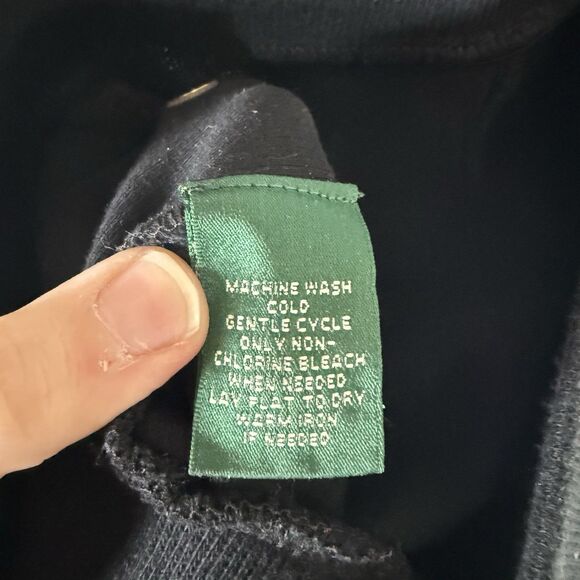 MACHINE WASH
COLD
GENTLE CYCLE
ONLY NON-
CHLORINE BLEACH
WHEN NEEDED
LAY FLAT TO DRY
WARM IRON
IF NEEDED